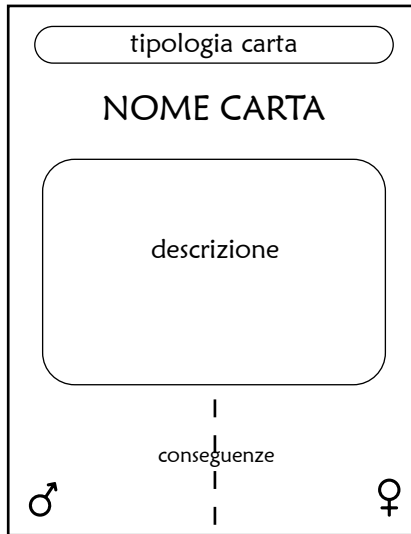 tipologia carta
NOME CARTA
descrizione
conseguenze
♂ ♀